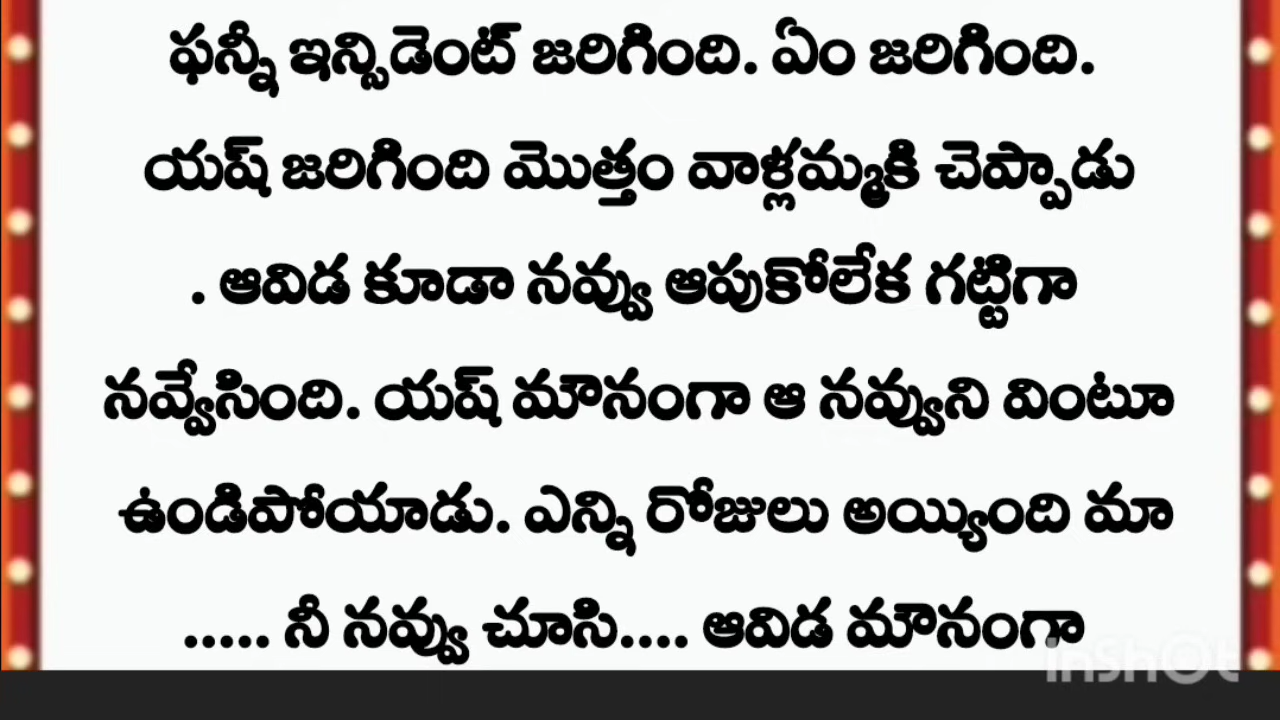 ఫన్నీ ఇన్సిడెంట్ జరిగింది. ఏం జరిగింది.
యష్ జరిగింది మొత్తం వాళ్లమ్మకి చెప్పాడు
. ఆవిడ కూడా నవ్వు ఆపుకోలేక గట్టిగా
నవ్వేసింది. యష్ మౌనంగా ఆ నవ్వుని వింటూ
ఉండిపోయాడు. ఎన్ని రోజులు అయ్యింది మా
..... నీ నవ్వు చూసి.... ఆవిడ మౌనంగా
InShOt